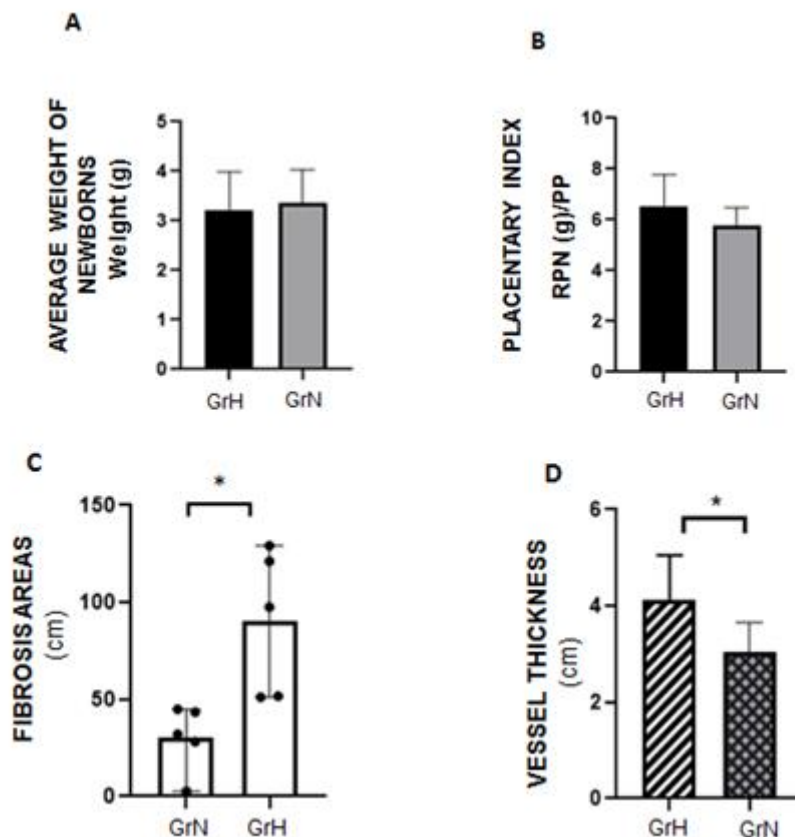 A
AVERAGE WEIGHT OF
NEWBORNS
Weight (g)
5
4
3
2
1
0
GrH GrN
B
PLACENTARY INDEX
RPN (g)/PP
10
8
6
4
2
0
GrH GrN
C
FIBROSIS AREAS
(cm)
150
100
50
0
*
GrN GrH
D
VESSEL THICKNESS
(cm)
6
4
2
0
*
GrH GrN